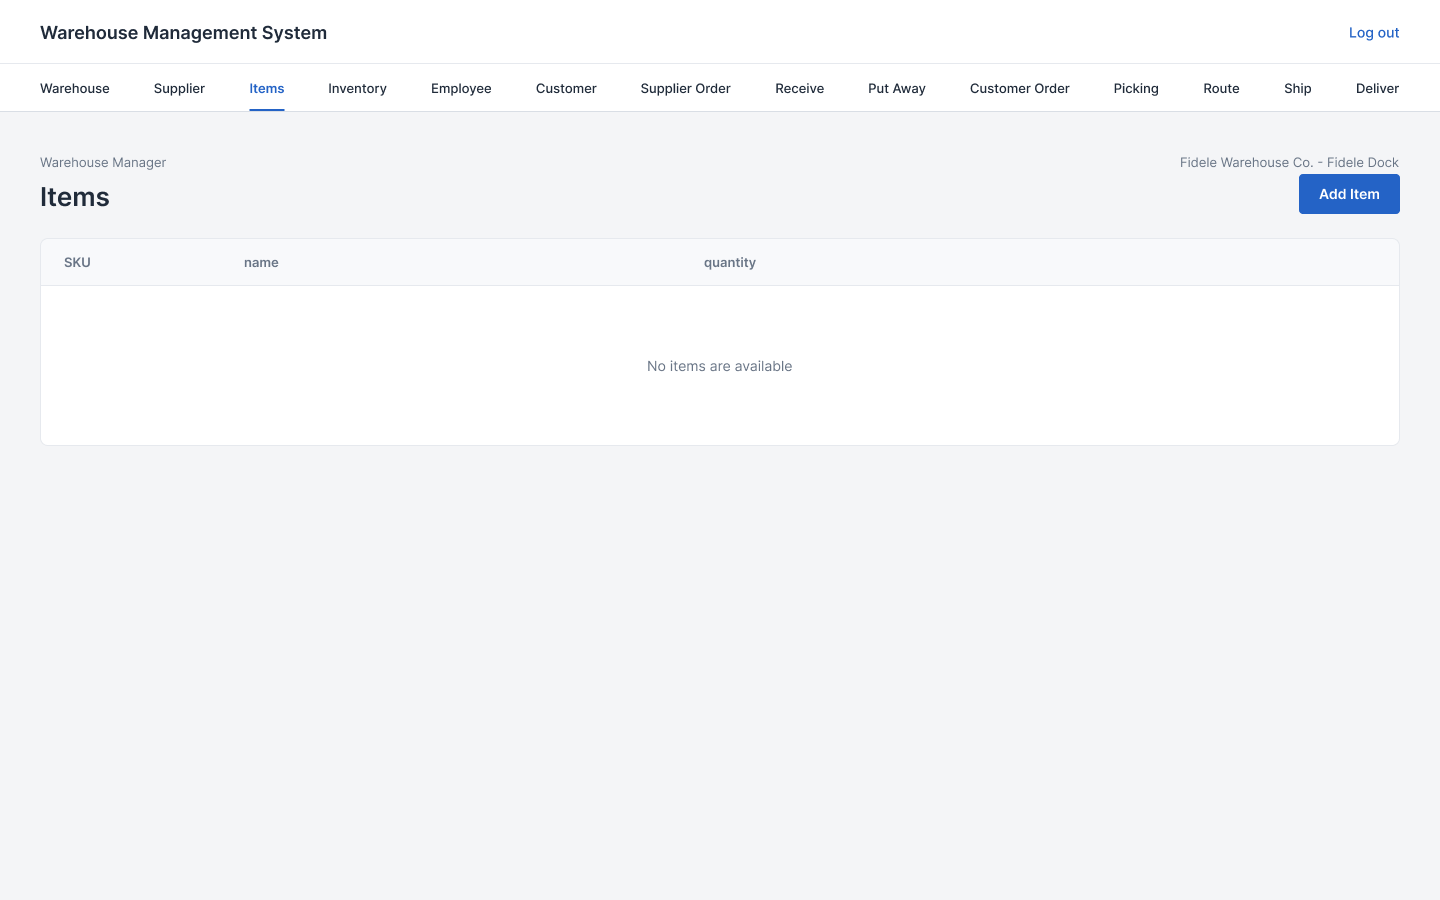 Warehouse Management System
Log out
Warehouse Supplier Items Inventory Employee Customer Supplier Order Receive Put Away Customer Order Picking Route Ship Deliver
Warehouse Manager
Fidele Warehouse Co. - Fidele Dock
Items
Add Item
SKU name quantity
No items are available